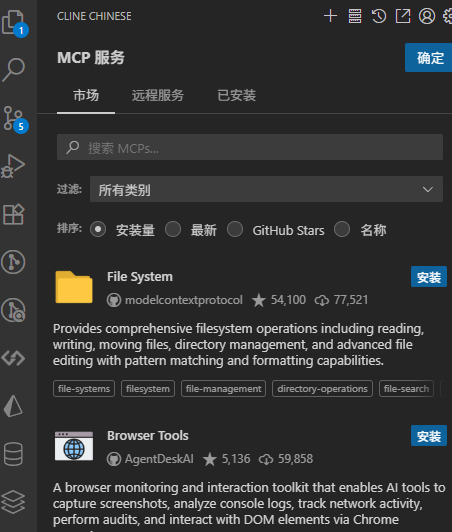 CLINE CHINESE
1
MCP 服务
确定
市场
远程服务
已安装
搜索 MCPs...
5
过滤:
所有类别
排序:
安装量
最新
GitHub Stars
名称
File System
安装
modelcontextprotocol
54,100
77,521
Provides comprehensive filesystem operations including reading,
writing, moving files, directory management, and advanced file
editing with pattern matching and formatting capabilities.
file-systems
filesystem
file-management
directory-operations
file-search
Browser Tools
安装
AgentDeskAI
5,136
59,858
A browser monitoring and interaction toolkit that enables AI tools to
capture screenshots, analyze console logs, track network activity,
perform audits, and interact with DOM elements via Chrome